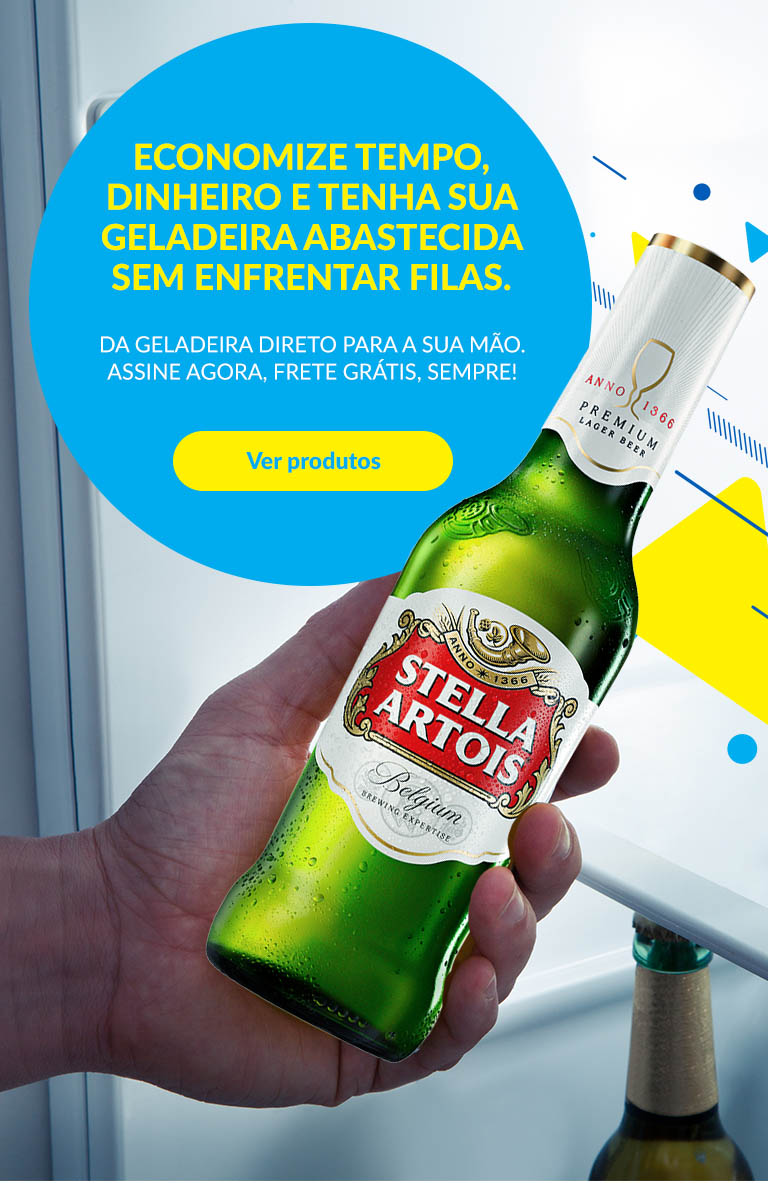 ECONOMIZE TEMPO,
DINHEIRO E TENHA SUA
GELADEIRA ABASTECIDA
SEM ENFRENTAR FILAS.
DA GELADEIRA DIRETO PARA A SUA MÃO.
ASSINE AGORA, FRETE GRÁTIS, SEMPRE!
Ver produtos
ANNO 1366
PREMIUM
LAGER BEER
ANNO 1366
STELLA
ARTOIS
Belgium
BREWING EXPERTISE